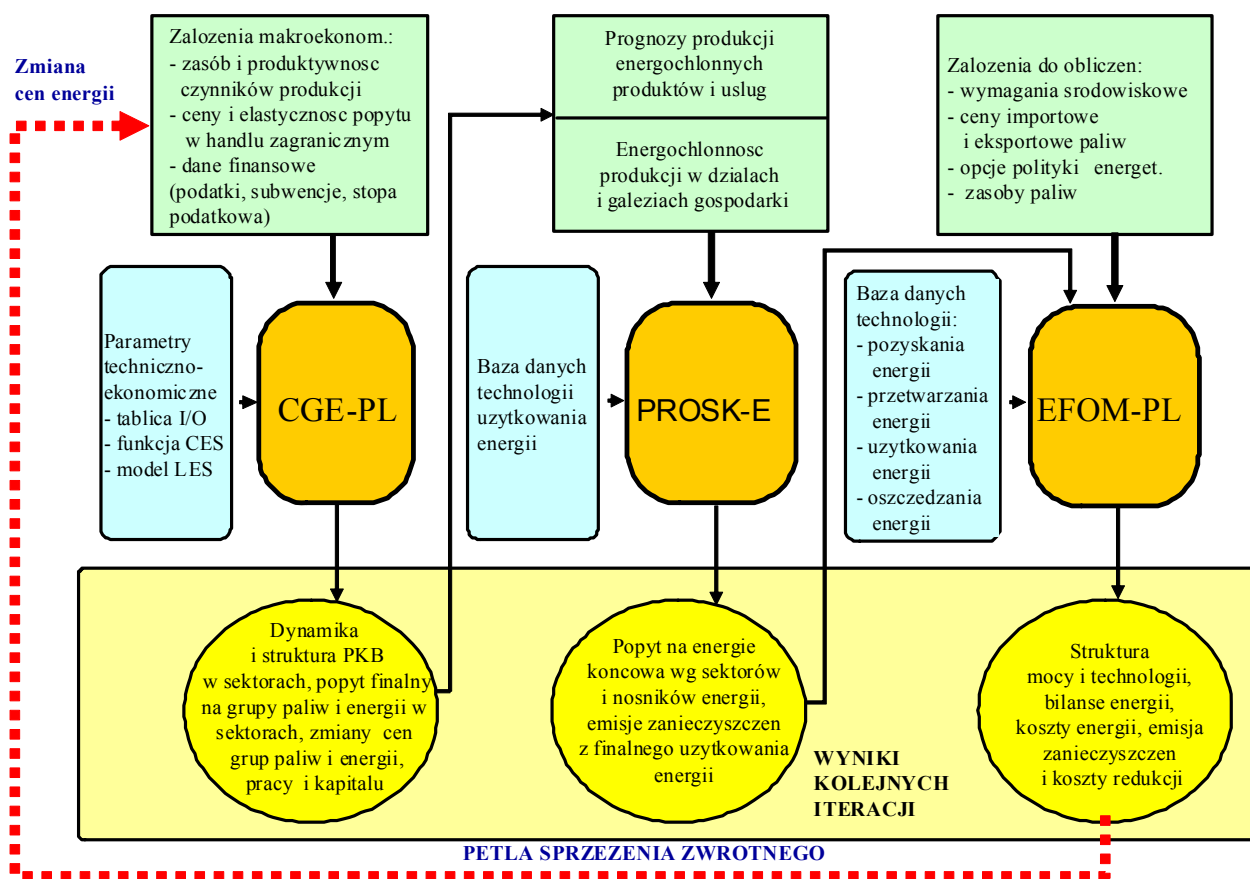 Zmiana
cen energii
Zalozenia makroekonom.:
- zasób i produktywnosc
czynników produkcji
- ceny i elastycznosc popytu
w handlu zagranicznym
- dane finansowe
(podatki, subwencje, stopa
podatkowa)
Prognozy produkcji
energochlonnych
produktów i uslug
Energochlonnosc
produkcji w dzialach
i galeziach gospodarki
Zalozenia do obliczen:
- wymagania srodowiskowe
- ceny importowe
i eksportowe paliw
- opcje polityki energet.
- zasoby paliw
Parametry
techniczno-
ekonomiczne
- tablica I/O
- funkcja CES
- model LES
CGE-PL
Baza danych
technologii
uzytkowania
energii
PROSK-E
Baza danych
technologii:
- pozyskania
energii
- przetwarzania
energii
- uzytkowania
energii
- oszczedzania
energii
EFOM-PL
Dynamika
i struktura PKB
w sektorach, popyt finalny
na grupy paliw i energii w
sektorach, zmiany cen
grup paliw i energii,
pracy i kapitalu
Popyt na energie
koncowa wg sektorów
i nosników energii,
emisje zanieczyszczen
z finalnego uzytkowania
energii
WYNIKI
KOLEJNYCH
ITERACJI
Struktura
mocy i technologii,
bilanse energii,
koszty energii, emisja
zanieczyszczen
i koszty redukcji
PETLA SPRZEZENIA ZWROTNEGO